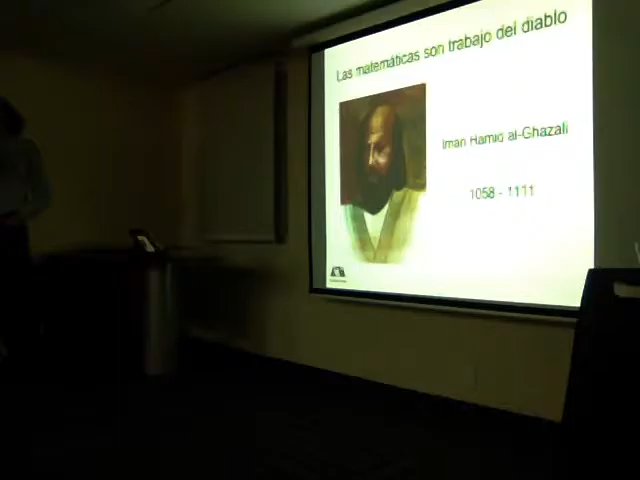 Las matemáticas son trabajo del diablo
Iman Hamid al-Ghazali
1058 - 1111